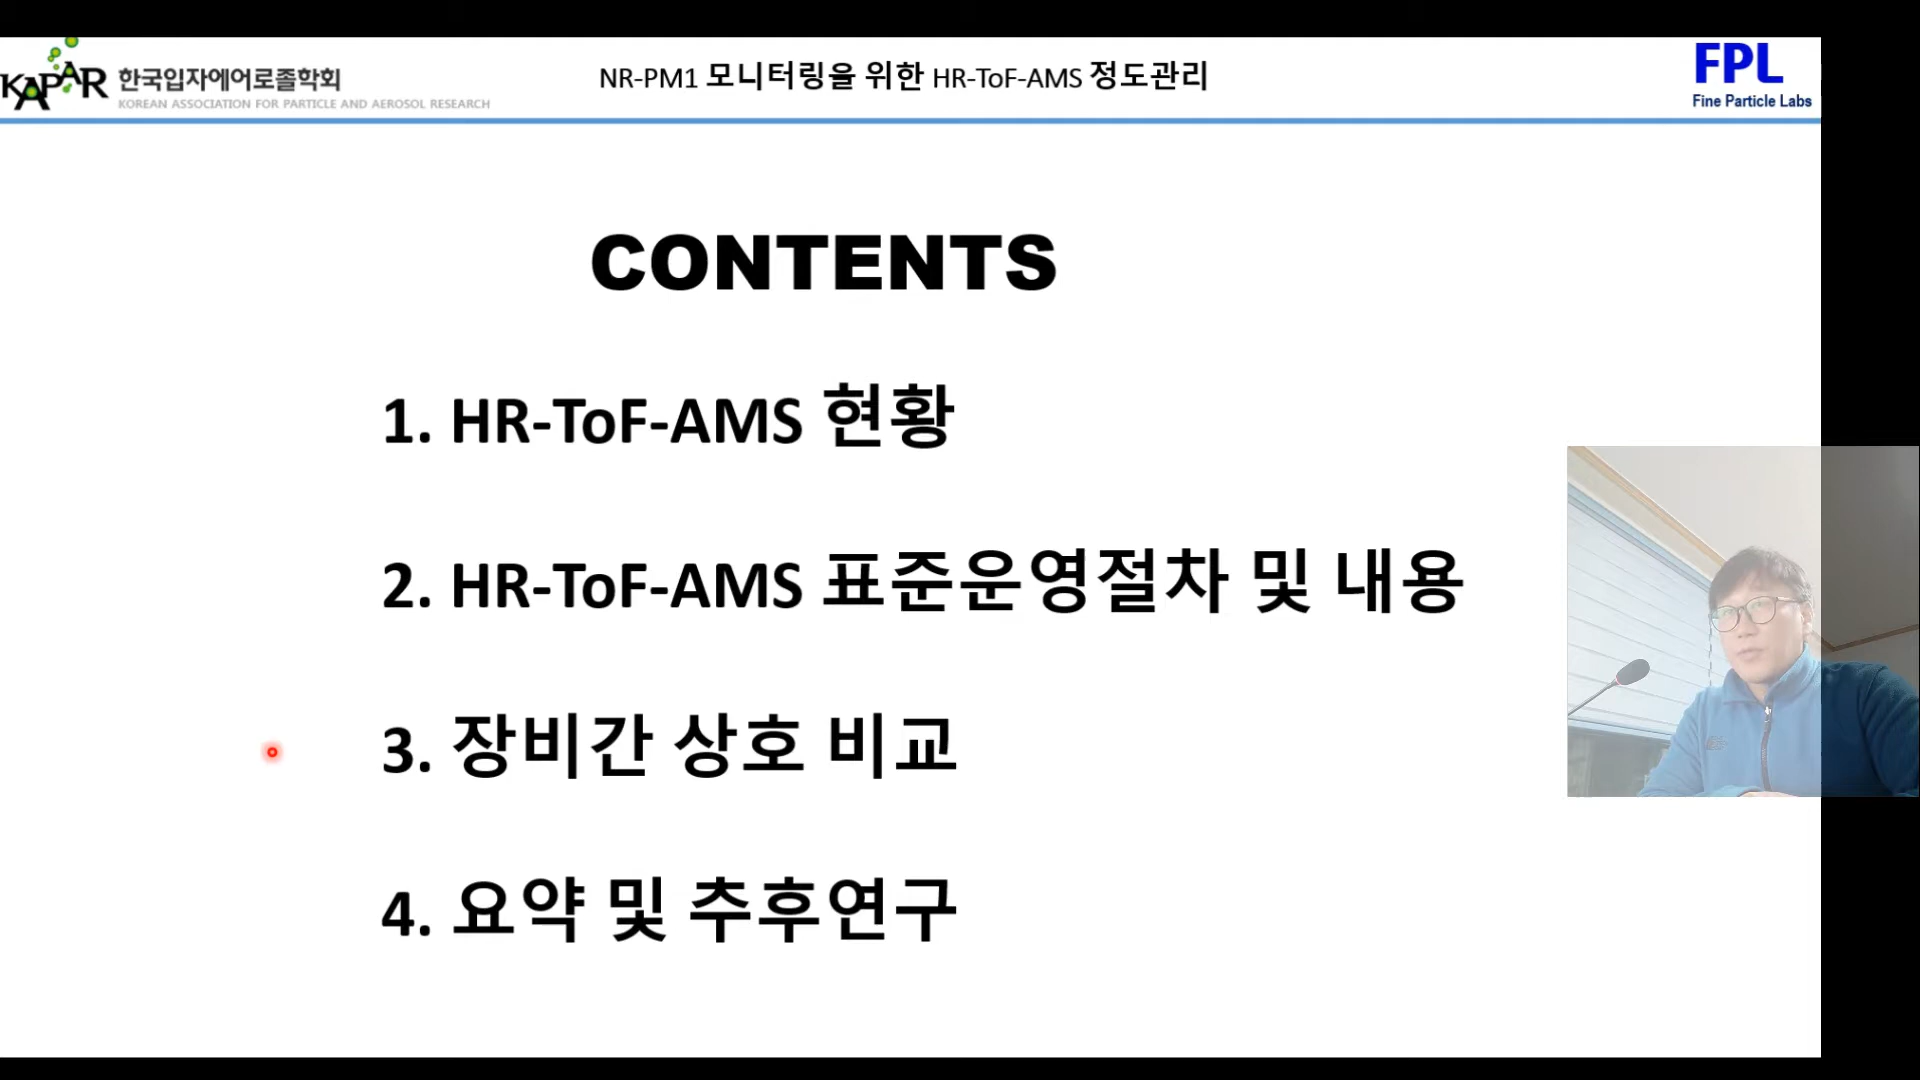 KAPAR 한국입자에어로졸학회
KOREAN ASSOCIATION FOR PARTICLE AND AEROSOL RESEARCH
NR-PM1 모니터링을 위한 HR-ToF-AMS 정도관리
FPL
Fine Particle Labs
CONTENTS
1. HR-ToF-AMS 현황
2. HR-ToF-AMS 표준운영절차 및 내용
3. 장비간 상호 비교
4. 요약 및 추후연구